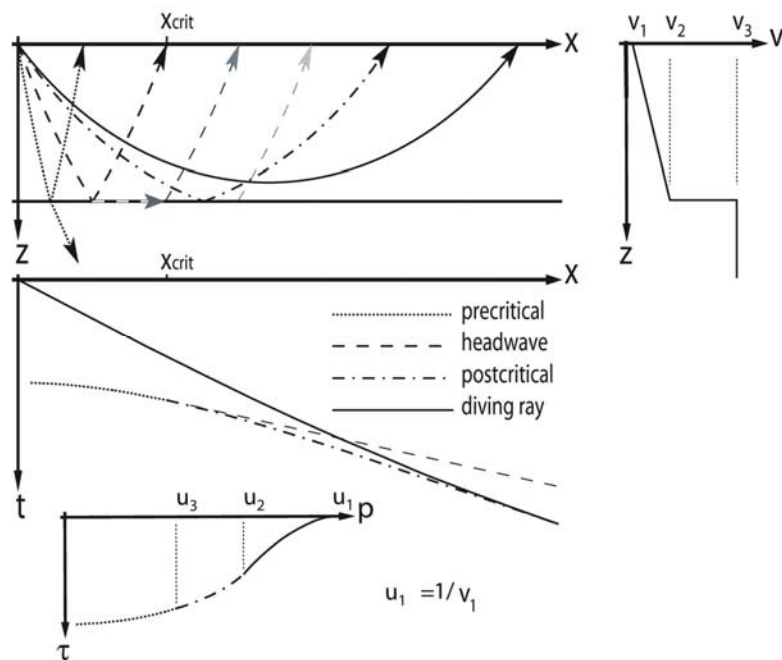 Xcrit
X
Z
v1 v2 v3 v
Z
Xcrit
X
t
precritical
headwave
postcritical
diving ray
u3 u2 u1 p
τ
u1 = 1/v1